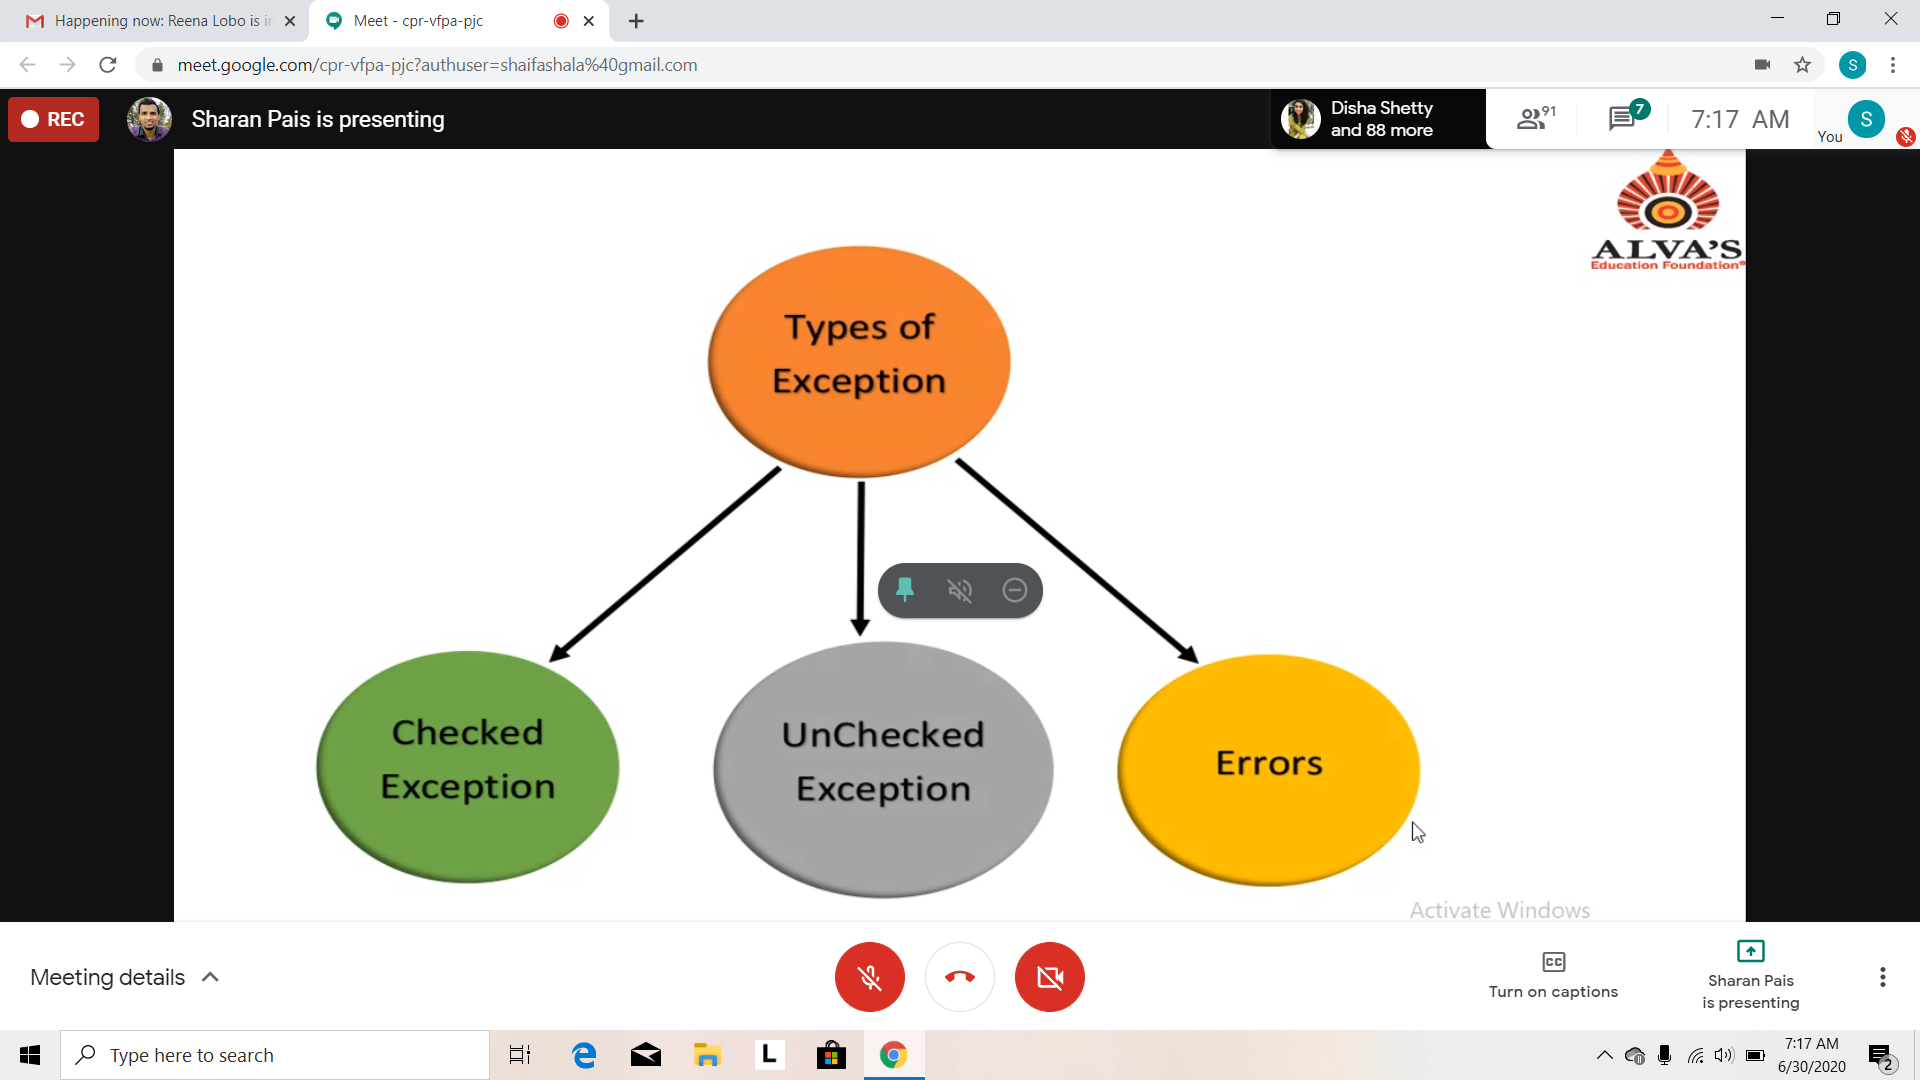 Happening now: Reena Lobo is in
Meet - cpr-vfpa-pjc
meet.google.com/cpr-vfpa-pjc?authuser=shaifashala%40gmail.com
S
REC
Sharan Pais is presenting
Disha Shetty
and 88 more
91
7
7:17 AM
You
S
ALVA'S
Education Foundation®
Types of
Exception
Checked
Exception
UnChecked
Exception
Errors
Activate Windows
Meeting details
CC
Turn on captions
Sharan Pais
is presenting
Type here to search
L
7:17 AM
6/30/2020
2